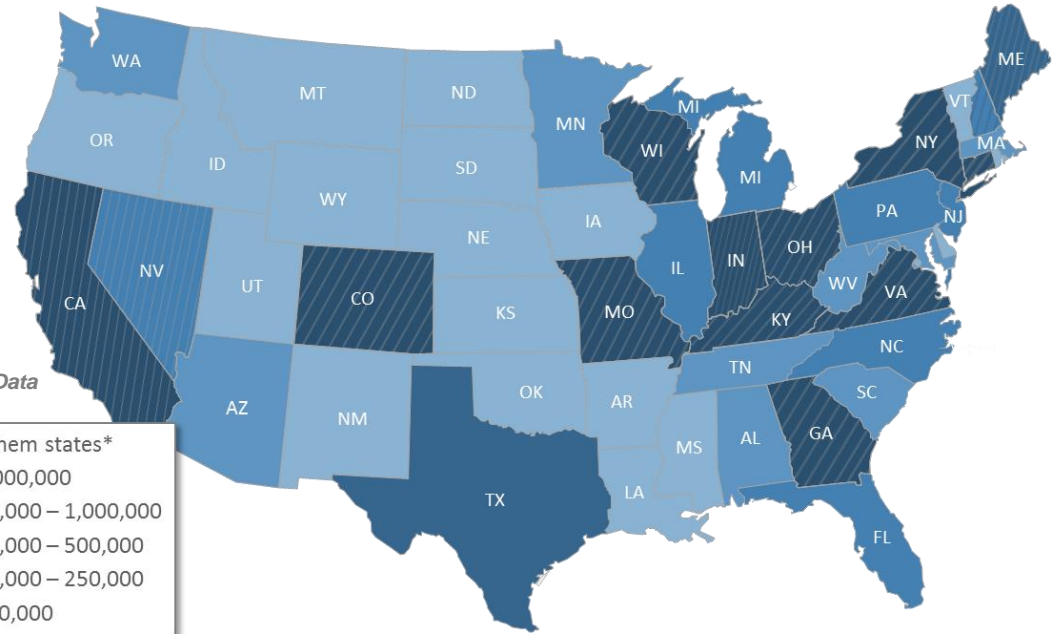 WA
ME
MT
ND
VT
MI
MN
OR
NY
MA
WI
ID
SD
MI
WY
PA
NJ
IA
NE
OH
IL
IN
NV
UT
WV
CO
VA
CA
KS
MO
KY
NC
TN
Data
OK
SC
AZ
AR
NM
GA
AL
MS
hem states*
000,000
,000 – 1,000,000
LA
TX
,000 – 500,000
FL
,000 – 250,000
0,000